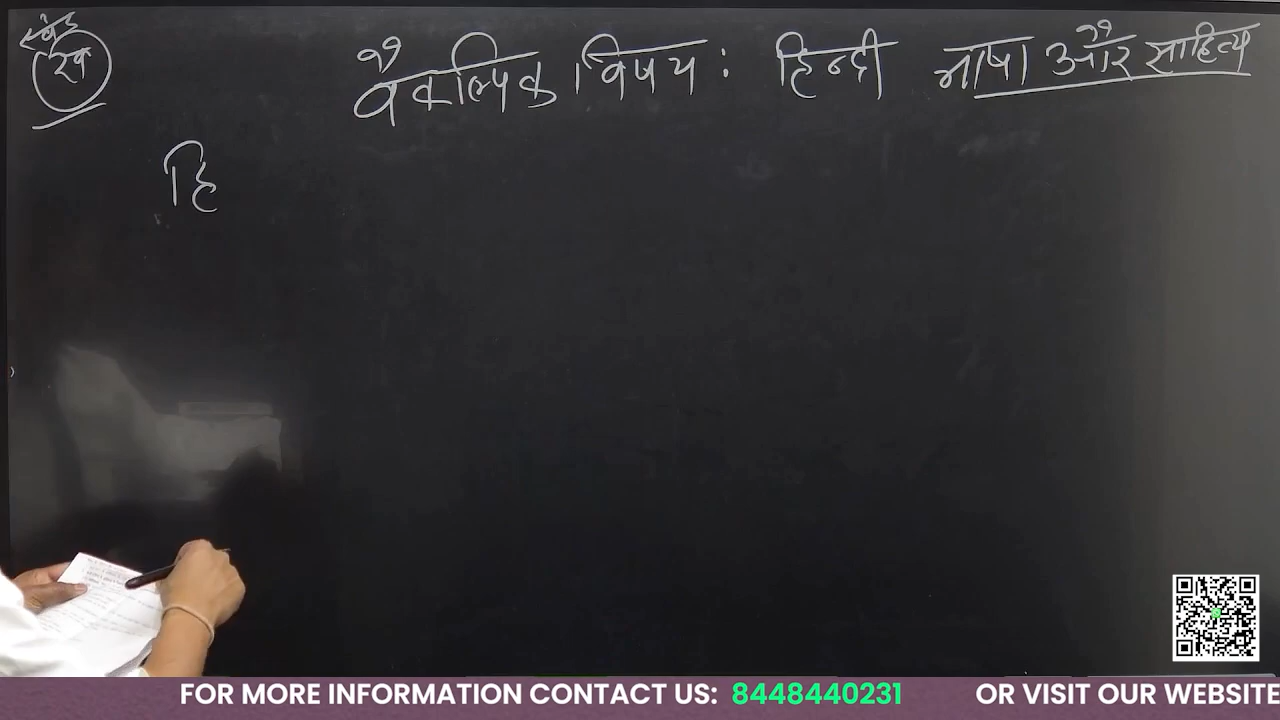 खंड
ख
वैकल्पिक विषय : हिन्दी भाषा और साहित्य
हि
FOR MORE INFORMATION CONTACT US: 8448440231 OR VISIT OUR WEBSITE